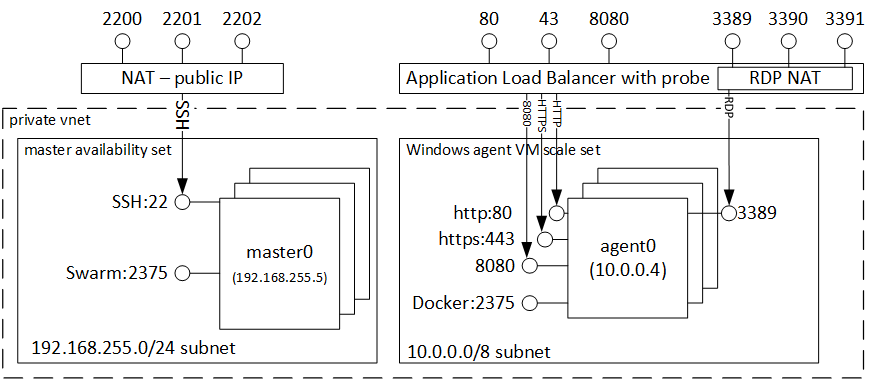 2200 2201 2202 80 43 8080 3389 3390 3391
NAT – public IP
Application Load Balancer with probe
RDP NAT
SSH
8080
HTTPS
HTTP
RDP
private vnet
master availability set
Windows agent VM scale set
SSH:22
Swarm:2375
master0
(192.168.255.5)
192.168.255.0/24 subnet
http:80
https:443
8080
Docker:2375
agent0
(10.0.0.4)
3389
10.0.0.0/8 subnet